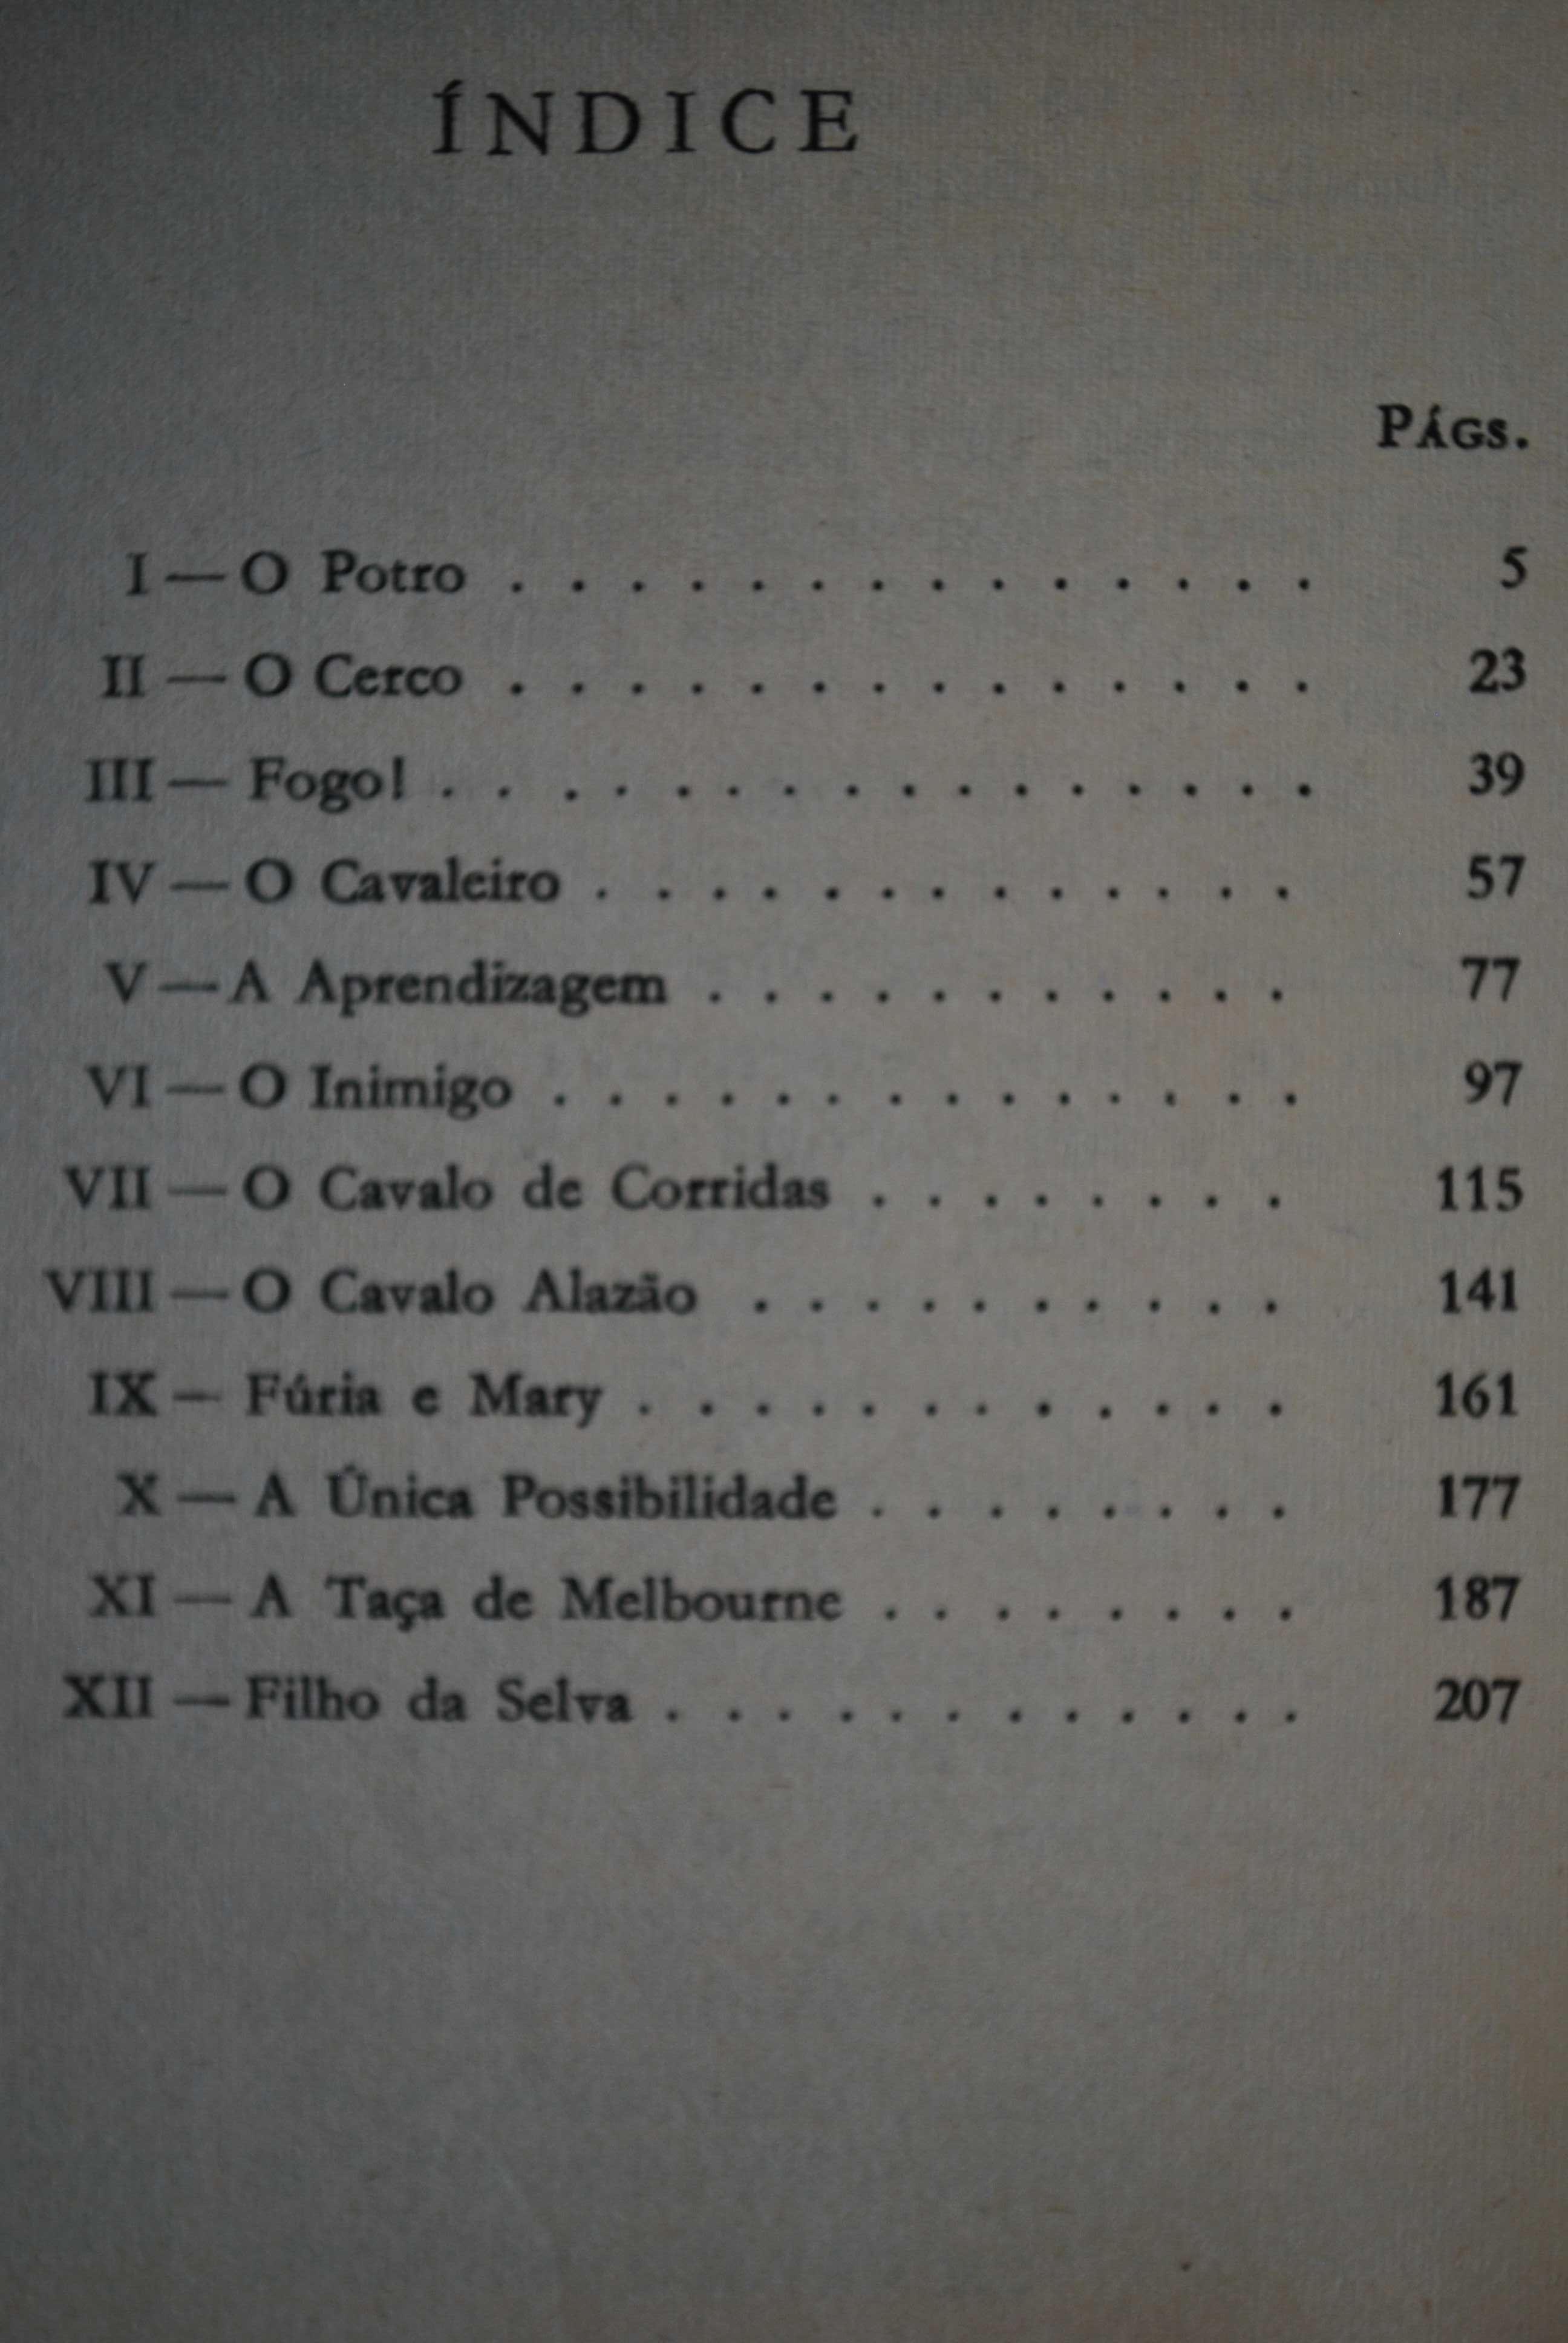 ÍNDICE
PÁGS.
I — O Potro . . . . . . . . . . . . . . 5
II — O Cerco . . . . . . . . . . . . . . 23
III — Fogo! . . . . . . . . . . . . . . . . 39
IV — O Cavaleiro . . . . . . . . . . . . . 57
V — A Aprendizagem . . . . . . . . . . . 77
VI — O Inimigo . . . . . . . . . . . . . . 97
VII — O Cavalo de Corridas . . . . . . . . 115
VIII — O Cavalo Alazão . . . . . . . . . . 141
IX — Fúria e Mary . . . . . . . . . . . . 161
X — A Única Possibilidade . . . . . . . . 177
XI — A Taça de Melbourne . . . . . . . . 187
XII — Filho da Selva . . . . . . . . . . . . 207